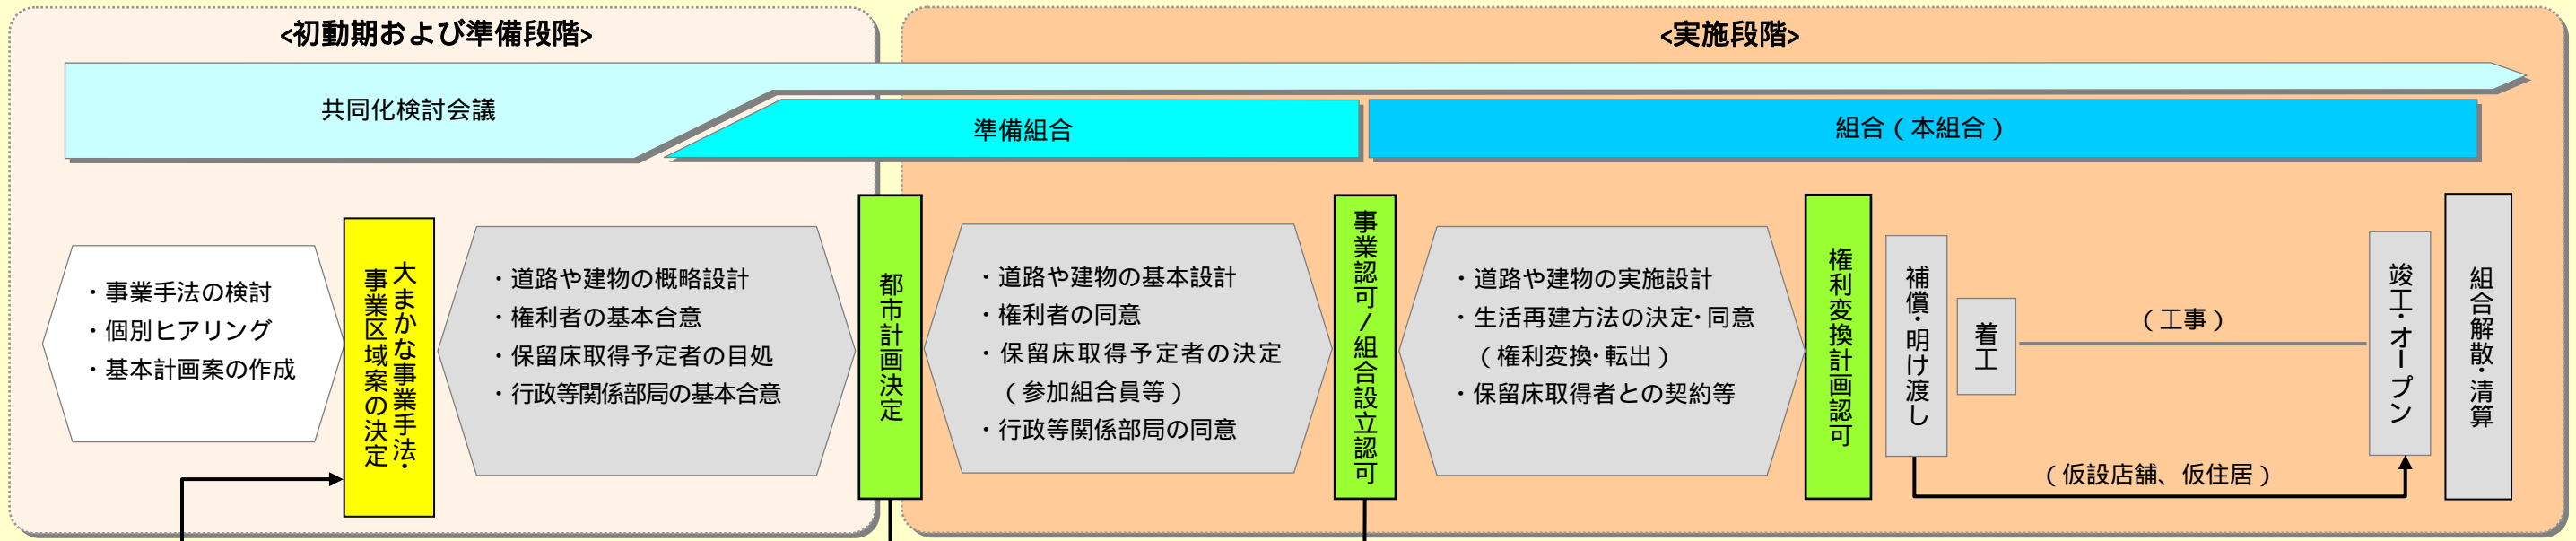 <初動期および準備段階>
<実施段階>
共同化検討会議
準備組合
組合(本組合)
・事業手法の検討
・個別ヒアリング
・基本計画案の作成
大まかな事業手法・
事業区域案の決定
・道路や建物の概略設計
・権利者の基本合意
・保留床取得予定者の目処
・行政等関係部局の基本合意
都市計画決定
・道路や建物の基本設計
・権利者の同意
・保留床取得予定者の決定
(参加組合員等)
・行政等関係部局の同意
事業認可/組合設立認可
・道路や建物の実施設計
・生活再建方法の決定・同意
(権利変換・転出)
・保留床取得者との契約等
権利変換計画認可
補償・明け渡し
着工
(工事)
(仮設店舗、仮住居)
竣工・オープン
組合解散・清算